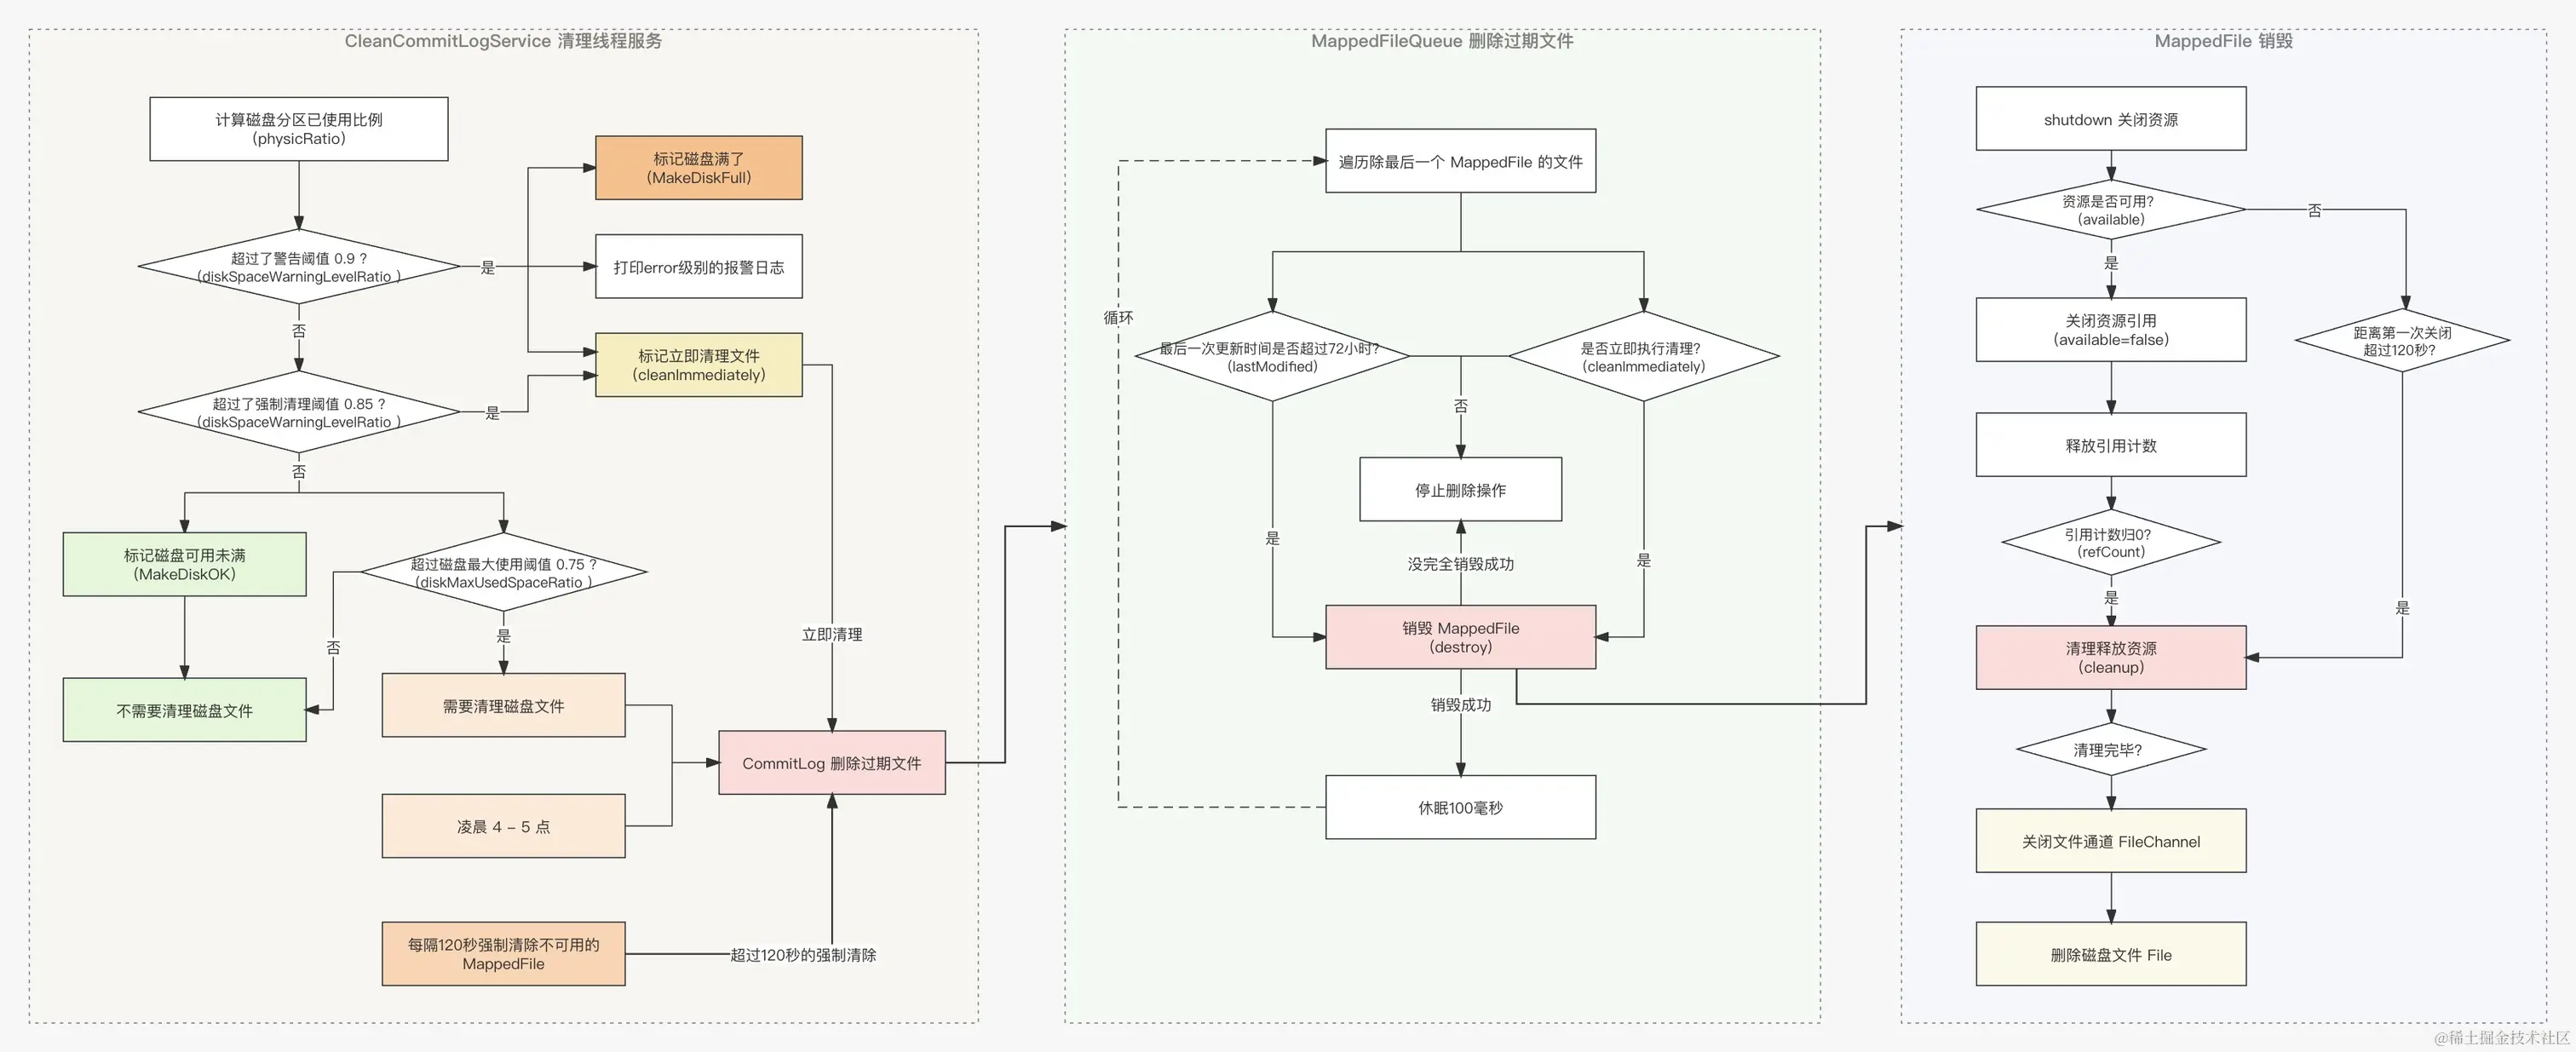 CleanCommitLogService 清理线程服务
计算磁盘分区已使用比例
(physicRatio)
标记磁盘满了
(MakeDiskFull)
超过了警告阈值 0.9 ?
(diskSpaceWarningLevelRatio )
是
打印error级别的报警日志
否
标记立即清理文件
(cleanImmediately)
超过了强制清理阈值 0.85 ?
(diskSpaceWarningLevelRatio )
是
否
标记磁盘可用未满
(MakeDiskOK)
超过磁盘最大使用阈值 0.75 ?
(diskMaxUsedSpaceRatio )
否
是
立即清理
不需要清理磁盘文件
需要清理磁盘文件
CommitLog 删除过期文件
凌晨 4 - 5 点
每隔120秒强制清除不可用的
MappedFile
超过120秒的强制清除
MappedFileQueue 删除过期文件
遍历除最后一个 MappedFile 的文件
循环
最后一次更新时间是否超过72小时?
(lastModified)
是否立即执行清理?
(cleanImmediately)
否
停止删除操作
是
没完全销毁成功
是
销毁 MappedFile
(destroy)
销毁成功
休眠100毫秒
MappedFile 销毁
shutdown 关闭资源
资源是否可用?
(available)
否
是
关闭资源引用
(available=false)
距离第一次关闭
超过120秒?
释放引用计数
引用计数归0?
(refCount)
是
是
清理释放资源
(cleanup)
清理完毕?
关闭文件通道 FileChannel
删除磁盘文件 File
@稀土掘金技术社区